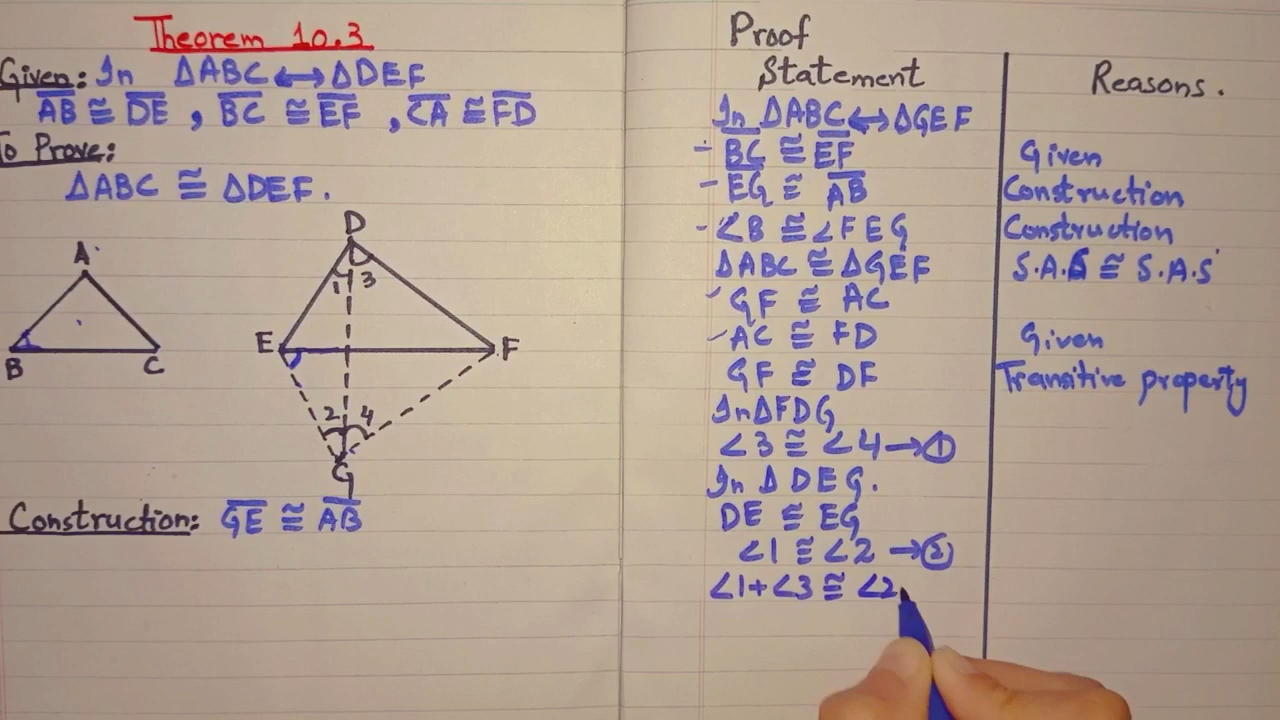 Theorem 10.3
Given: In ΔABC ↔ ΔDEF
AB ≅ DE , BC ≅ EF , CA ≅ FD
To Prove:
ΔABC ≅ ΔDEF.
D
A
1 3
E F
B C
2 4
G
Construction: GE ≅ AB
Proof
Statement Reasons.
In ΔABC ↔ ΔGEF
- BC ≅ EF Given
- EG ≅ AB Construction
- ∠B ≅ ∠FEG Construction
ΔABC ≅ ΔGEF S.A.S ≅ S.A.S
GF ≅ AC
AC ≅ FD Given
GF ≅ DF Transitive property
In ΔFDG
∠3 ≅ ∠4 → ①
In Δ DEG.
DE ≅ EG
∠1 ≅ ∠2 → ②
∠1+∠3 ≅ ∠2